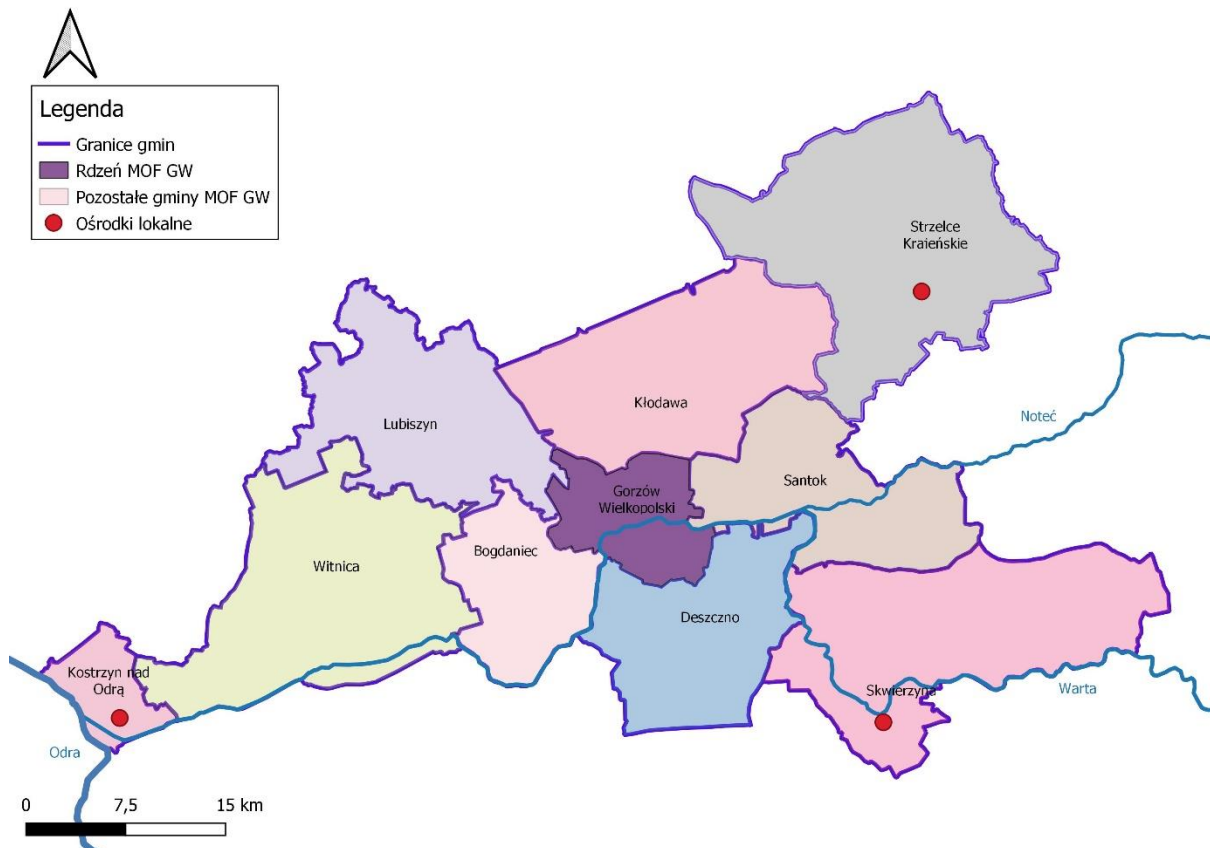 Legenda
Granice gmin
Rdzeń MOF GW
Pozostałe gminy MOF GW
Ośrodki lokalne
Strzelce
Kraieńskie
Kłodawa
Lubiszyn
Noteć
Santok
Gorzów
Wielkopolski
Bogdaniec
Witnica
Deszczno
Kostrzyn nad
Odrą
Skwierzyna
Warta
Odra
0 7,5 15 km